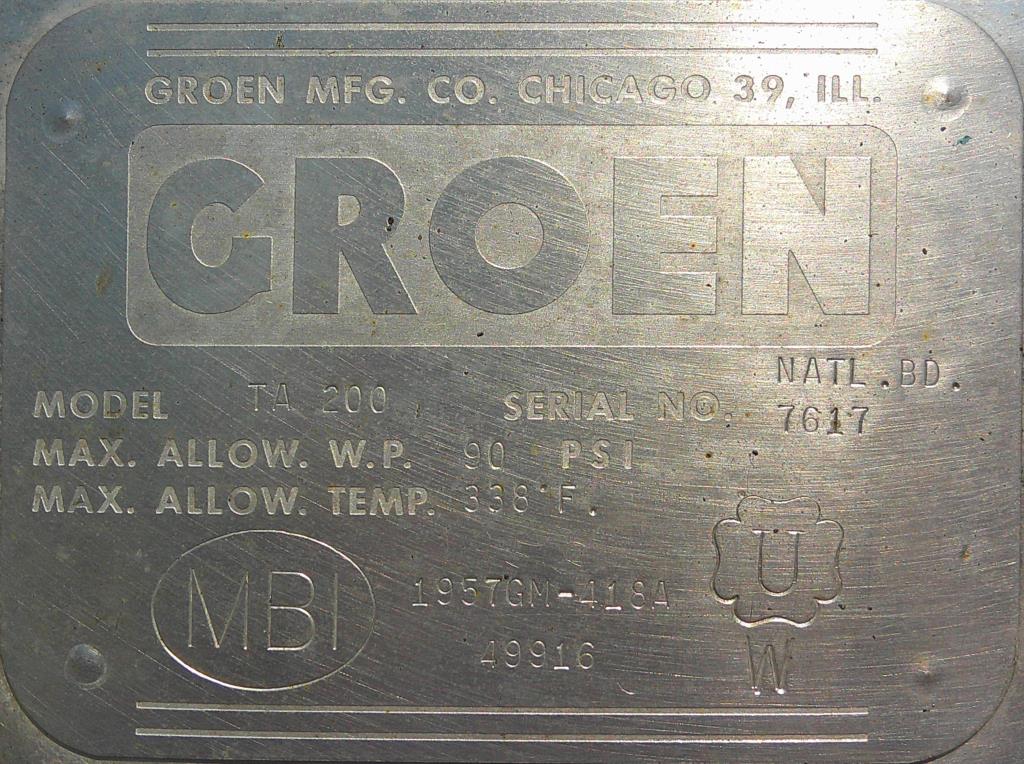 GROEN MFG. CO. CHICAGO 39, ILL.
GROEN
NATL.BD.
MODEL TA 200 SERIAL NO. 7617
MAX. ALLOW. W.P. 90 PSI
MAX. ALLOW. TEMP. 338°F.
U
MBI 1957GM-418A
49916 W